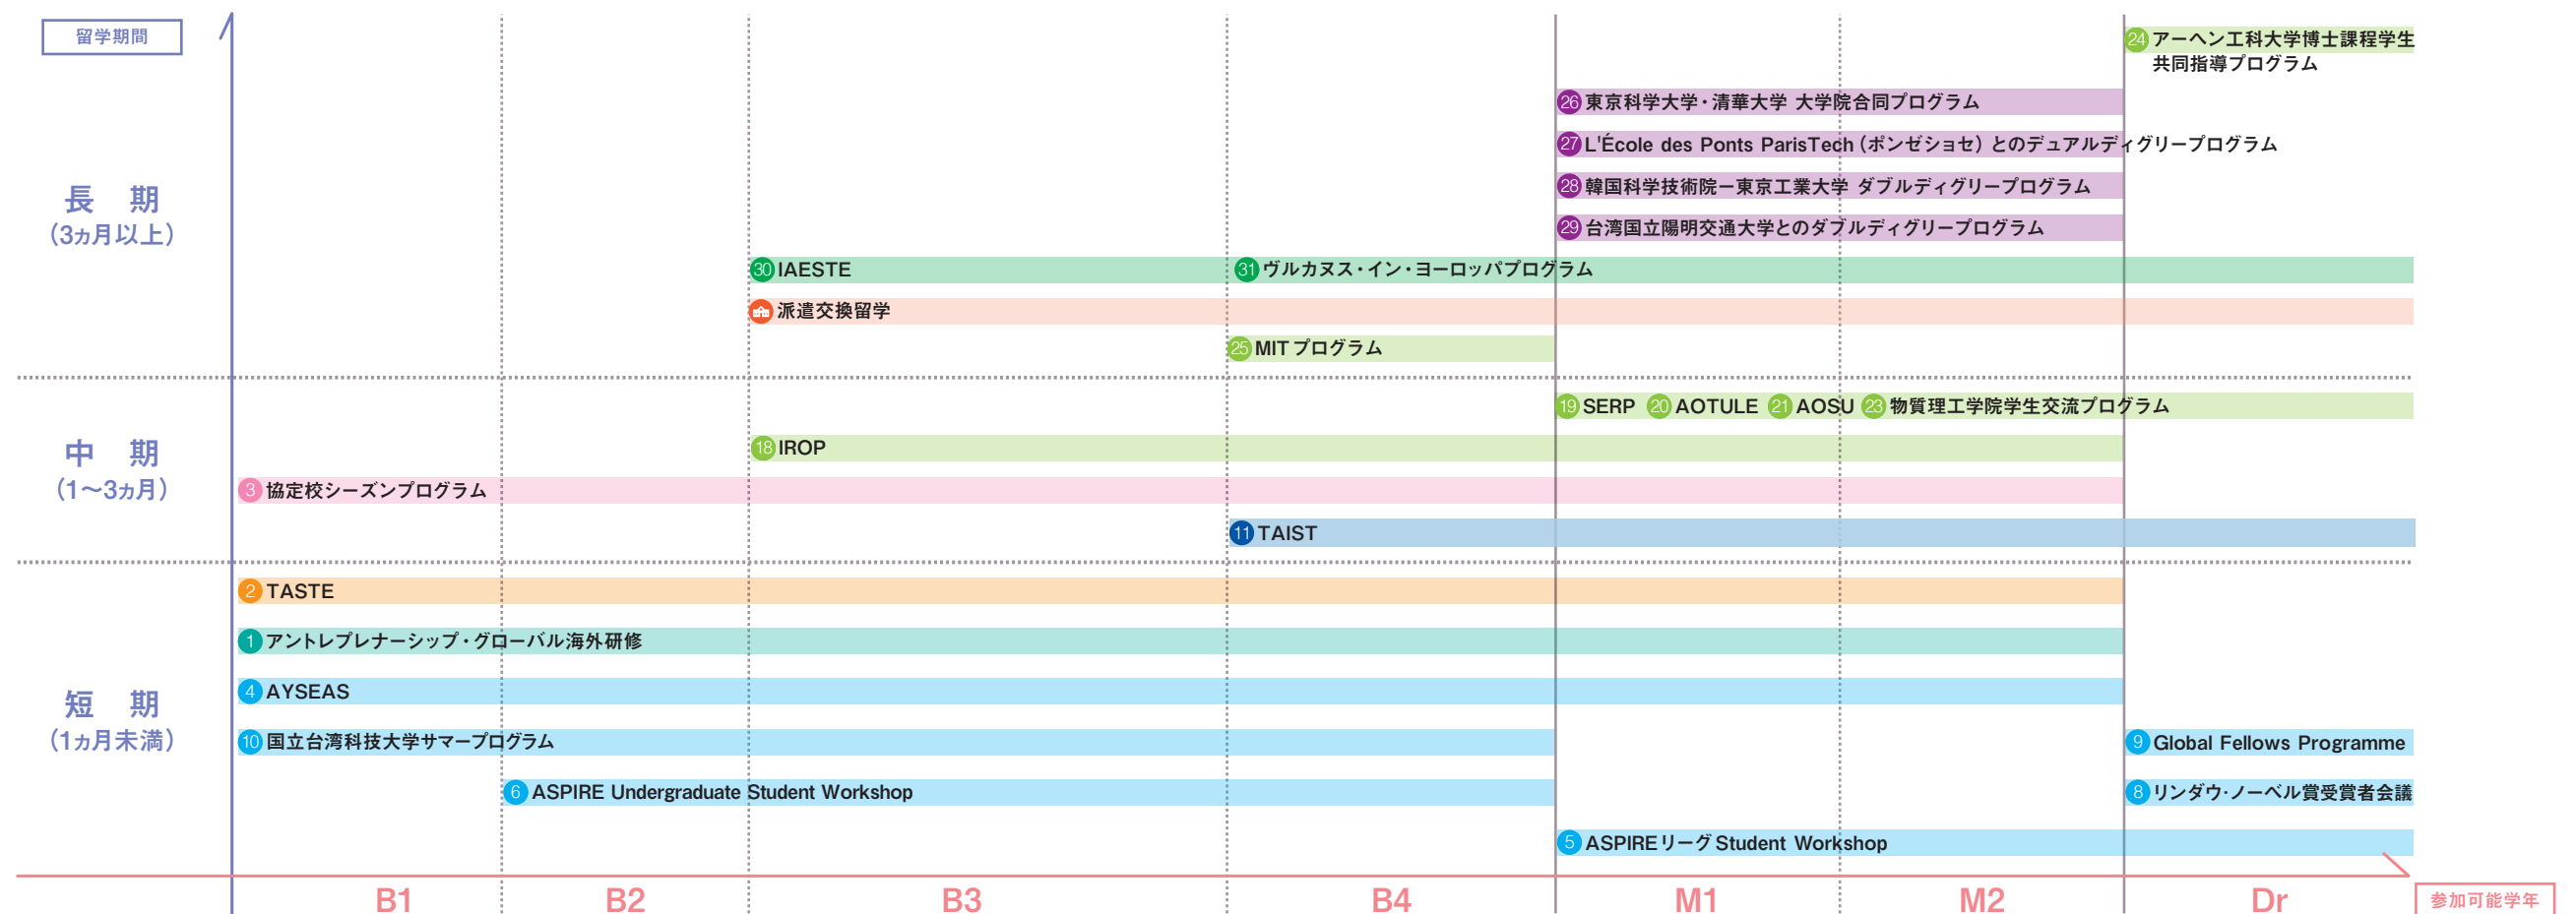 留学期間
㉔ アーヘン工科大学博士課程学生
共同指導プログラム
㉖ 東京科学大学・清華大学 大学院合同プログラム
㉗ L'École des Ponts ParisTech（ポンゼショセ）とのデュアルディグリープログラム
㉘ 韓国科学技術院ー東京工業大学 ダブルディグリープログラム
㉙ 台湾国立陽明交通大学とのダブルディグリープログラム
長 期
（3ヵ月以上）
㉚ IAESTE ㉛ ヴルカヌス・イン・ヨーロッパプログラム
派遣交換留学
㉕ MITプログラム
⑲ SERP ⑳ AOTULE ㉑ AOSU ㉓ 物質理工学院学生交流プログラム
中 期
（1〜3ヵ月）
⑱ IROP
③ 協定校シーズンプログラム
⑪ TAIST
② TASTE
① アントレプレナーシップ・グローバル海外研修
④ AYSEAS
短 期
（1ヵ月未満）
⑩ 国立台湾科技大学サマープログラム ⑨ Global Fellows Programme
⑥ ASPIRE Undergraduate Student Workshop ⑧ リンダウ・ノーベル賞受賞者会議
⑤ ASPIREリーグStudent Workshop
B1 B2 B3 B4 M1 M2 Dr
参加可能学年